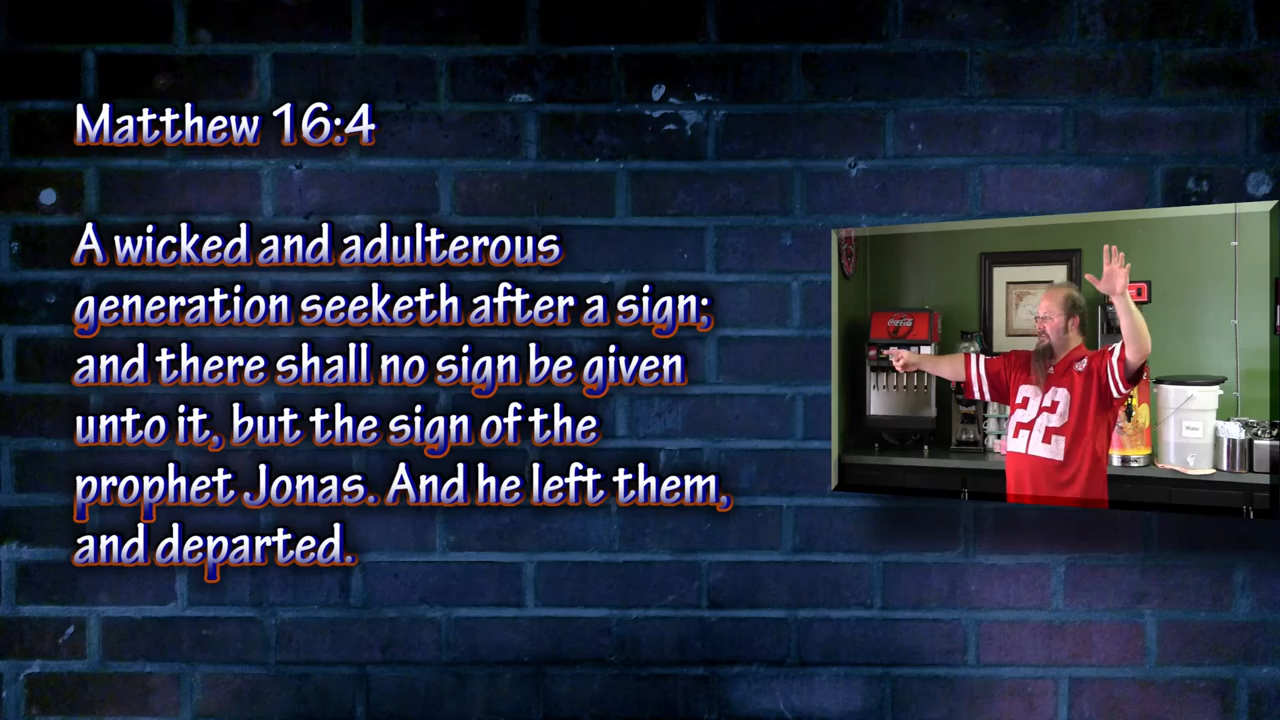 Matthew 16:4
A wicked and adulterous
generation seeketh after a sign;
and there shall no sign be given
unto it, but the sign of the
prophet Jonas. And he left them,
and departed.
Coca-Cola
22
Water